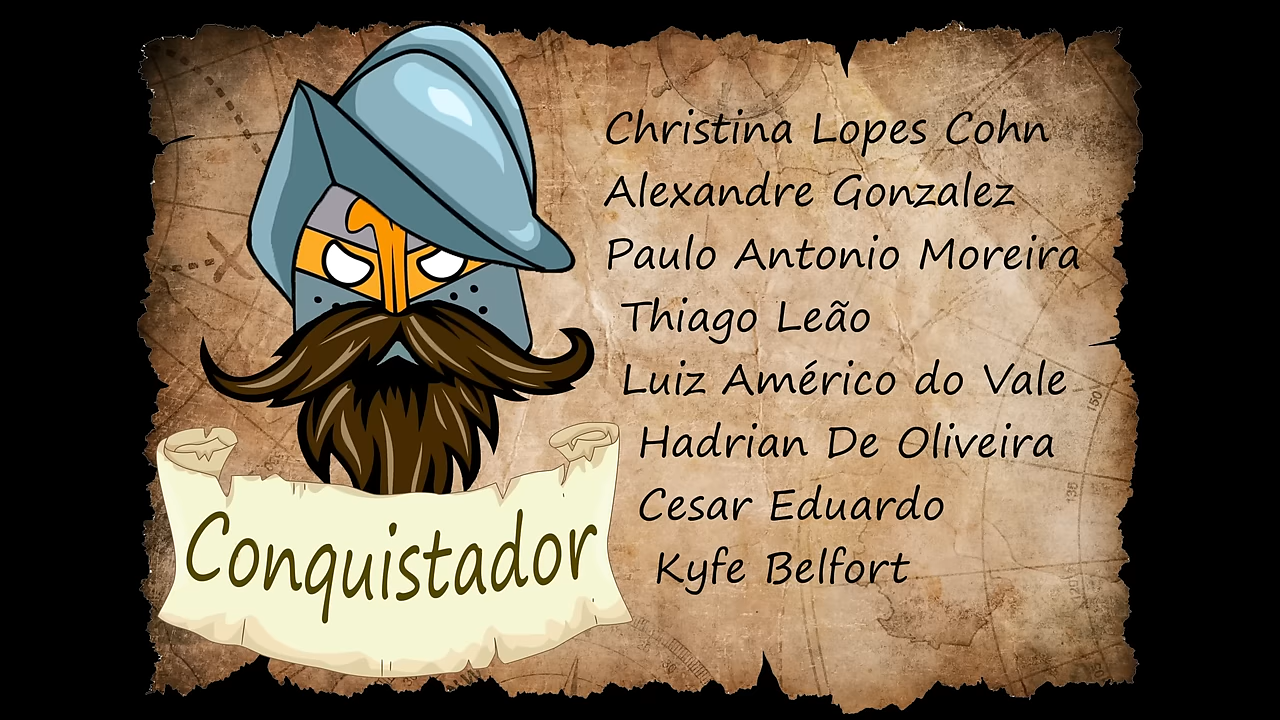 Christina Lopes Cohn
Alexandre Gonzalez
Paulo Antonio Moreira
Thiago Leão
Luiz Américo do Vale
Hadrian De Oliveira
Cesar Eduardo
Kyfe Belfort
Conquistador
150